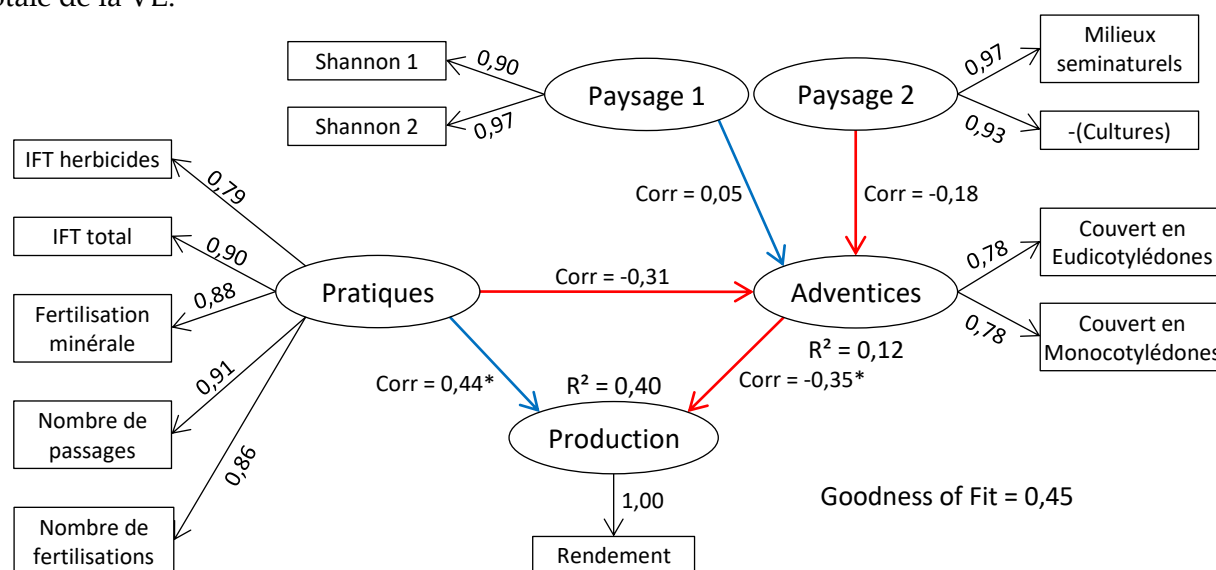 otale de la VE.
Shannon 1
0,90
Shannon 2
0,97
Paysage 1
Paysage 2
0,97
Milieux
seminaturels
0,93
-(Cultures)
IFT herbicides
0,79
IFT total
0,90
Fertilisation
minérale
0,88
Nombre de
passages
0,91
Nombre de
fertilisations
0,86
Pratiques
Corr = 0,05
Corr = -0,18
Corr = -0,31
Adventices
R² = 0,12
0,78
Couvert en
Eudicotylédones
0,78
Couvert en
Monocotylédones
Corr = 0,44*
R² = 0,40
Corr = -0,35*
Production
1,00
Rendement
Goodness of Fit = 0,45